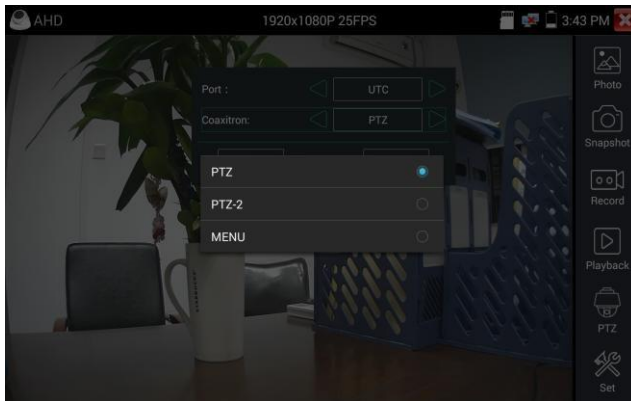 AHD
1920x1080P 25FPS
3:43 PM
Port :
UTC
Coaxitron:
PTZ
PTZ
PTZ-2
MENU
Photo
Snapshot
Record
Playback
PTZ
Set